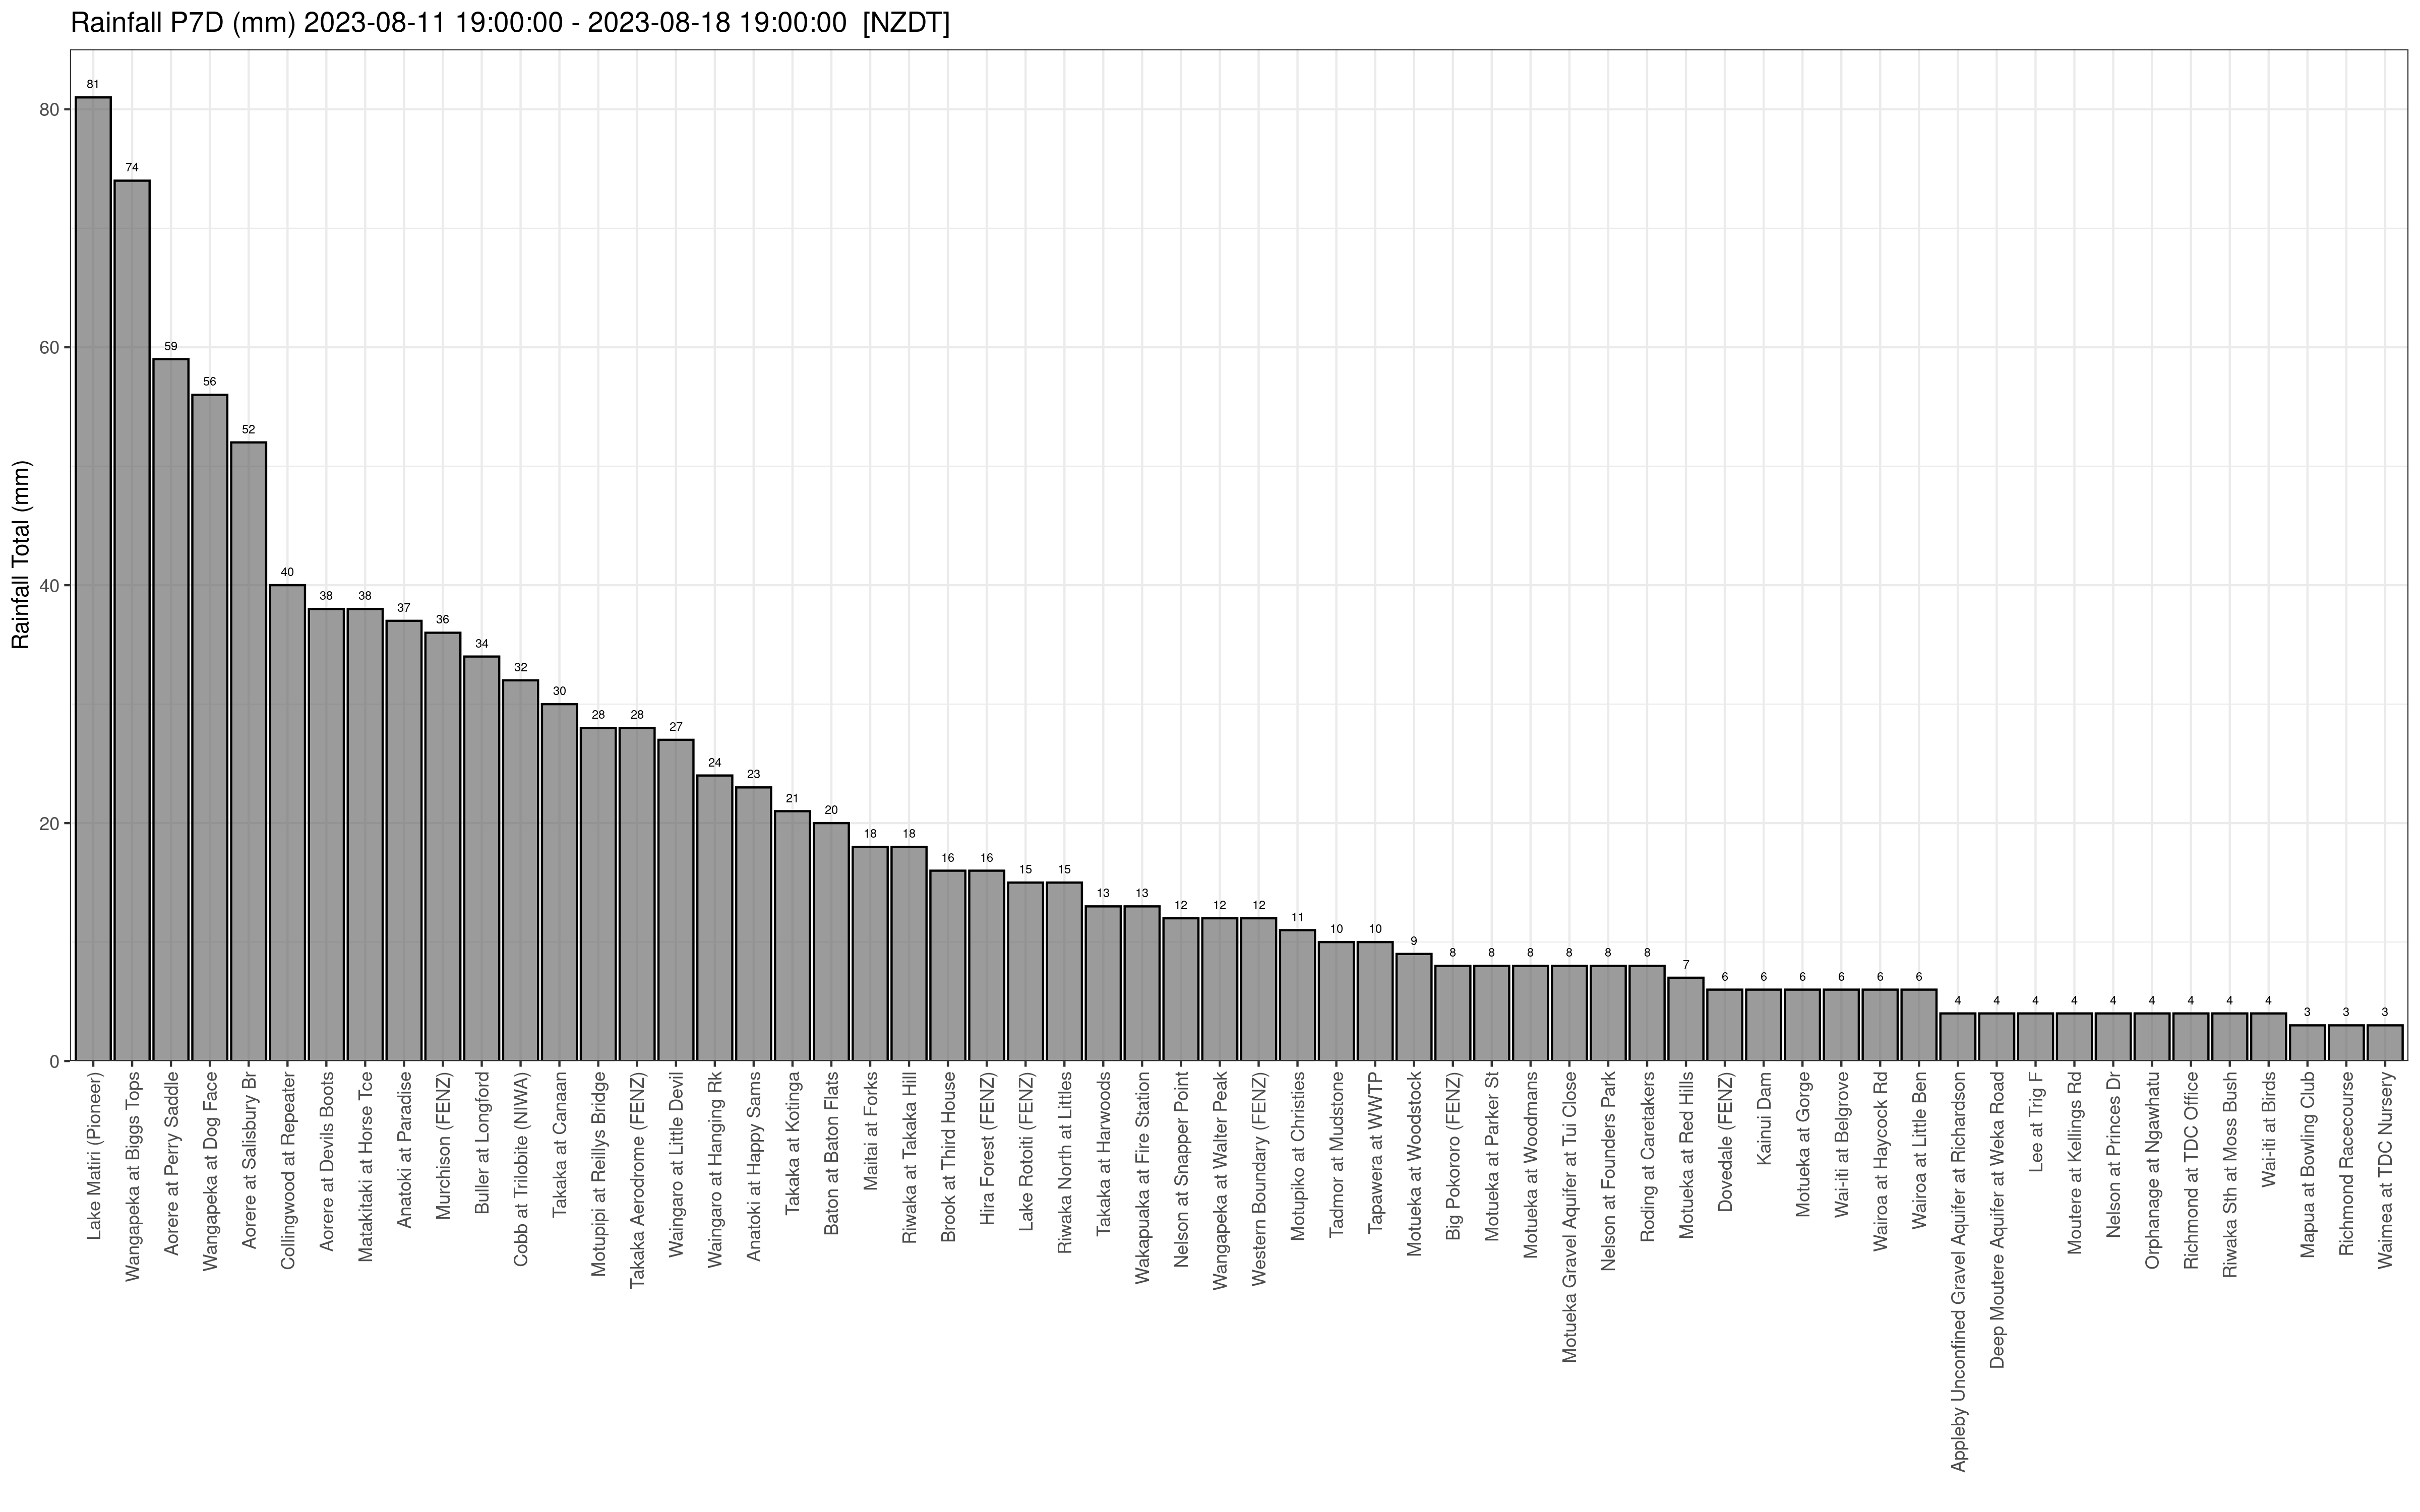 Rainfall P7D (mm) 2023-08-11 19:00:00 - 2023-08-18 19:00:00 [NZDT]
Rainfall Total (mm)
80
60
40
20
0
81
74
59
56
52
40
38
38
37
36
34
32
30
28
28
27
24
23
21
20
18
18
16
16
15
15
13
13
12
12
12
11
10
10
9
8
8
8
8
8
8
7
6
6
6
6
6
6
4
4
4
4
4
4
4
4
4
3
3
3
Lake Matiri (Pioneer)
Wangapeka at Biggs Tops
Aorere at Perry Saddle
Wangapeka at Dog Face
Aorere at Salisbury Br
Collingwood at Repeater
Aorere at Devils Boots
Matakitaki at Horse Tce
Anatoki at Paradise
Murchison (FENZ)
Buller at Longford
Cobb at Trilobite (NIWA)
Takaka at Canaan
Motupipi at Reillys Bridge
Takaka Aerodrome (FENZ)
Waingaro at Little Devil
Waingaro at Hanging Rk
Anatoki at Happy Sams
Takaka at Kotinga
Baton at Baton Flats
Maitai at Forks
Riwaka at Takaka Hill
Brook at Third House
Hira Forest (FENZ)
Lake Rotoiti (FENZ)
Riwaka North at Littles
Takaka at Harwoods
Wakapuaka at Fire Station
Nelson at Snapper Point
Wangapeka at Walter Peak
Western Boundary (FENZ)
Motupiko at Christies
Tadmor at Mudstone
Tapawera at WWTP
Motueka at Woodstock
Big Pokororo (FENZ)
Motueka at Parker St
Motueka at Woodmans
Motueka Gravel Aquifer at Tui Close
Nelson at Founders Park
Roding at Caretakers
Motueka at Red Hills
Dovedale (FENZ)
Kainui Dam
Motueka at Gorge
Wai-iti at Belgrove
Wairoa at Haycock Rd
Wairoa at Little Ben
Appleby Unconfined Gravel Aquifer at Richardson
Deep Moutere Aquifer at Weka Road
Lee at Trig F
Moutere at Kellings Rd
Nelson at Princes Dr
Orphanage at Ngawhatu
Richmond at TDC Office
Riwaka Sth at Moss Bush
Wai-iti at Birds
Mapua at Bowling Club
Richmond Racecourse
Waimea at TDC Nursery